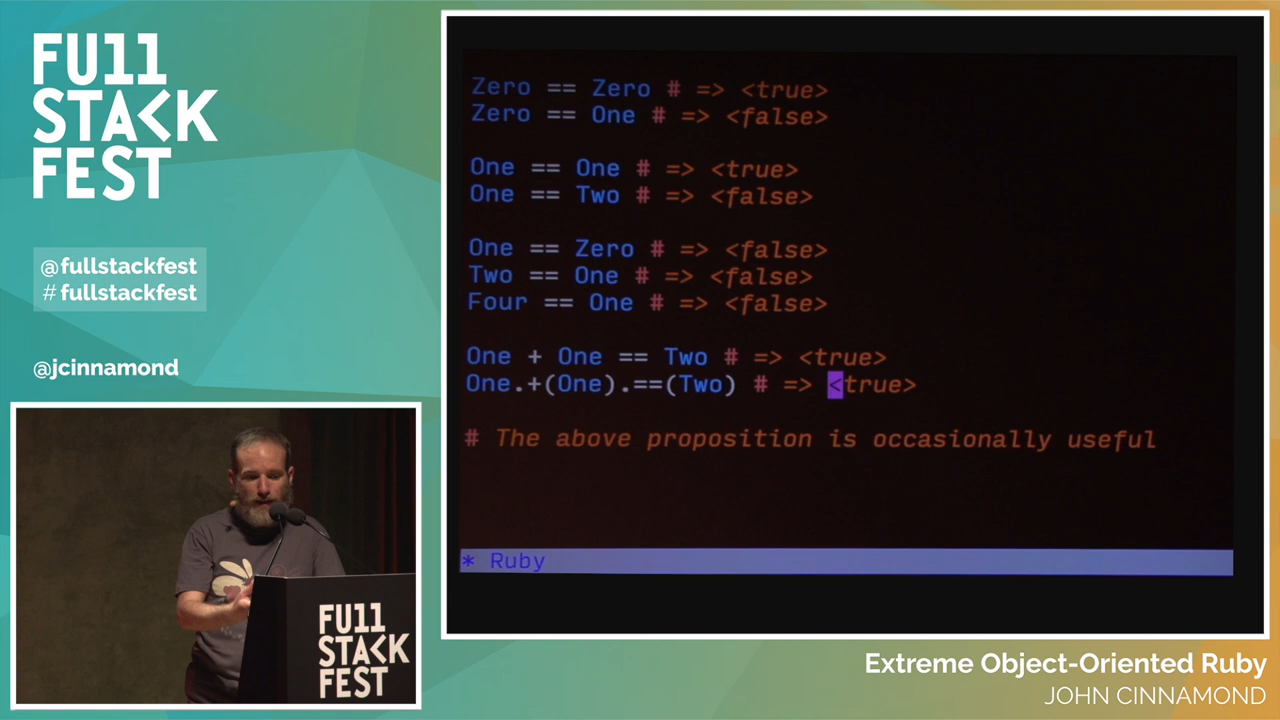 FU11
STACK
FEST
@fullstackfest
# fullstackfest
@jcinnamond
Zero == Zero # => <true>
Zero == One # => <false>
One == One # => <true>
One == Two # => <false>
One == Zero # => <false>
Two == One # => <false>
Four == One # => <false>
One + One == Two # => <true>
One.+(One).==(Two) # => <true>
# The above proposition is occasionally useful
* Ruby
FU11
STACK
FEST
Extreme Object-Oriented Ruby
JOHN CINNAMOND